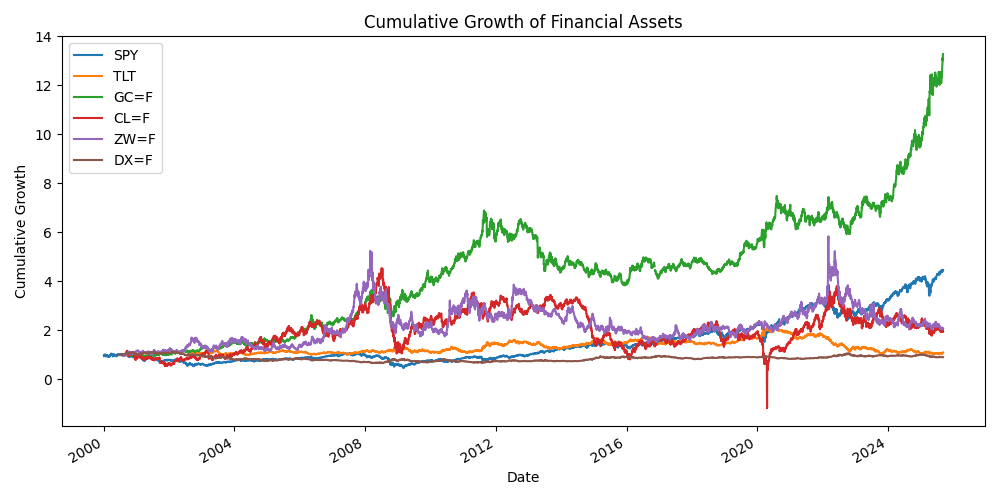 Cumulative Growth of Financial Assets
14
12
10
8
6
4
2
0
Cumulative Growth
SPY
TLT
GC=F
CL=F
ZW=F
DX=F
2000
2004
2008
2012
2016
2020
2024
Date